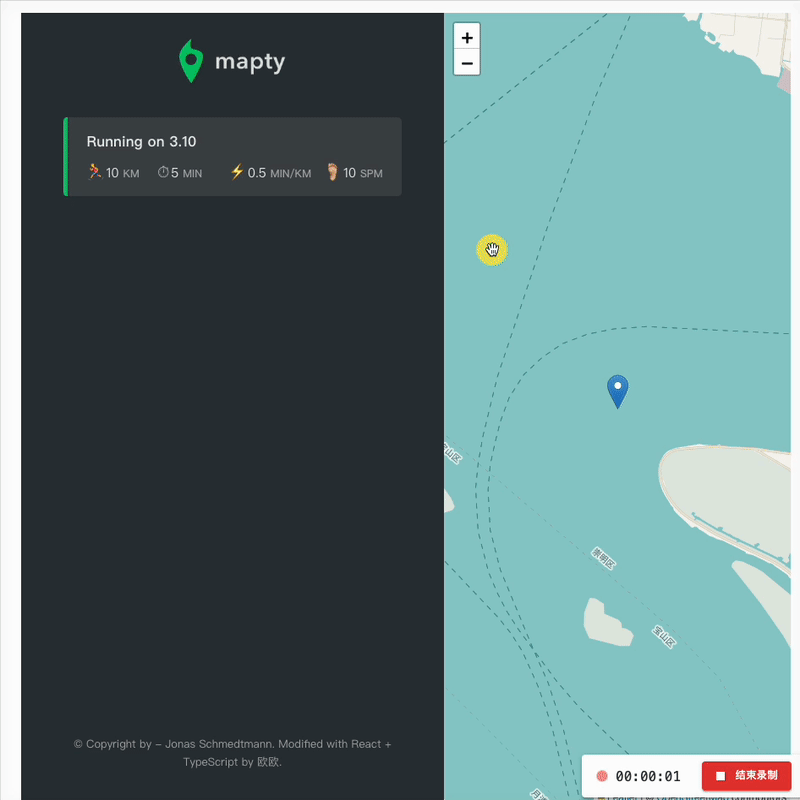 mapty
Running on 3.10
10 KM
5 MIN
0.5 MIN/KM
10 SPM
© Copyright by – Jonas Schmedtmann. Modified with React +
TypeScript by 欧欧.
+
−
山区
崇明区
宝山区
00:00:01
结束录制